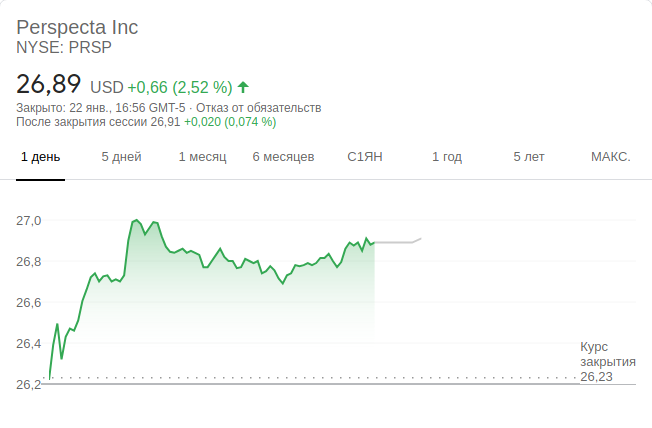 Perspecta Inc
NYSE: PRSP
26,89 USD +0,66 (2,52 %)
Закрыто: 22 янв., 16:56 GMT-5 · Отказ от обязательств
После закрытия сессии 26,91 +0,020 (0,074 %)
1 день 5 дней 1 месяц 6 месяцев С1ЯН 1 год 5 лет МАКС.
27,0
26,8
26,6
26,4
26,2
Курс
закрытия
26,23